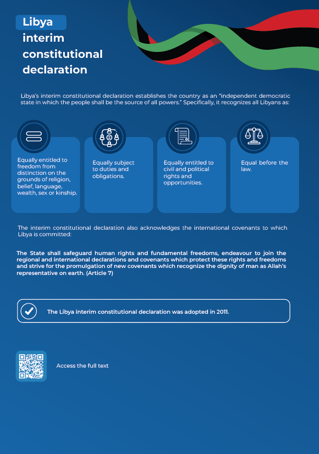 Libya
interim
constitutional
declaration
Libya's interim constitutional declaration establishes the country as an "independent democratic
state in which the people shall be the source of all powers." Specifically, it recognizes all Libyans as:
Equally entitled to
freedom from
distinction on the
grounds of religion,
belief, language,
wealth, sex or kinship.
Equally subject
to duties and
obligations.
Equally entitled to
civil and political
rights and
opportunities.
Equal before the
law.
The interim constitutional declaration also acknowledges the international covenants to which
Libya is committed:
The State shall safeguard human rights and fundamental freedoms, endeavour to join the
regional and international declarations and covenants which protect these rights and freedoms
and strive for the promulgation of new covenants which recognize the dignity of man as Allah's
representative on earth. (Article 7)
The Libya interim constitutional declaration was adopted in 2011.
Access the full text